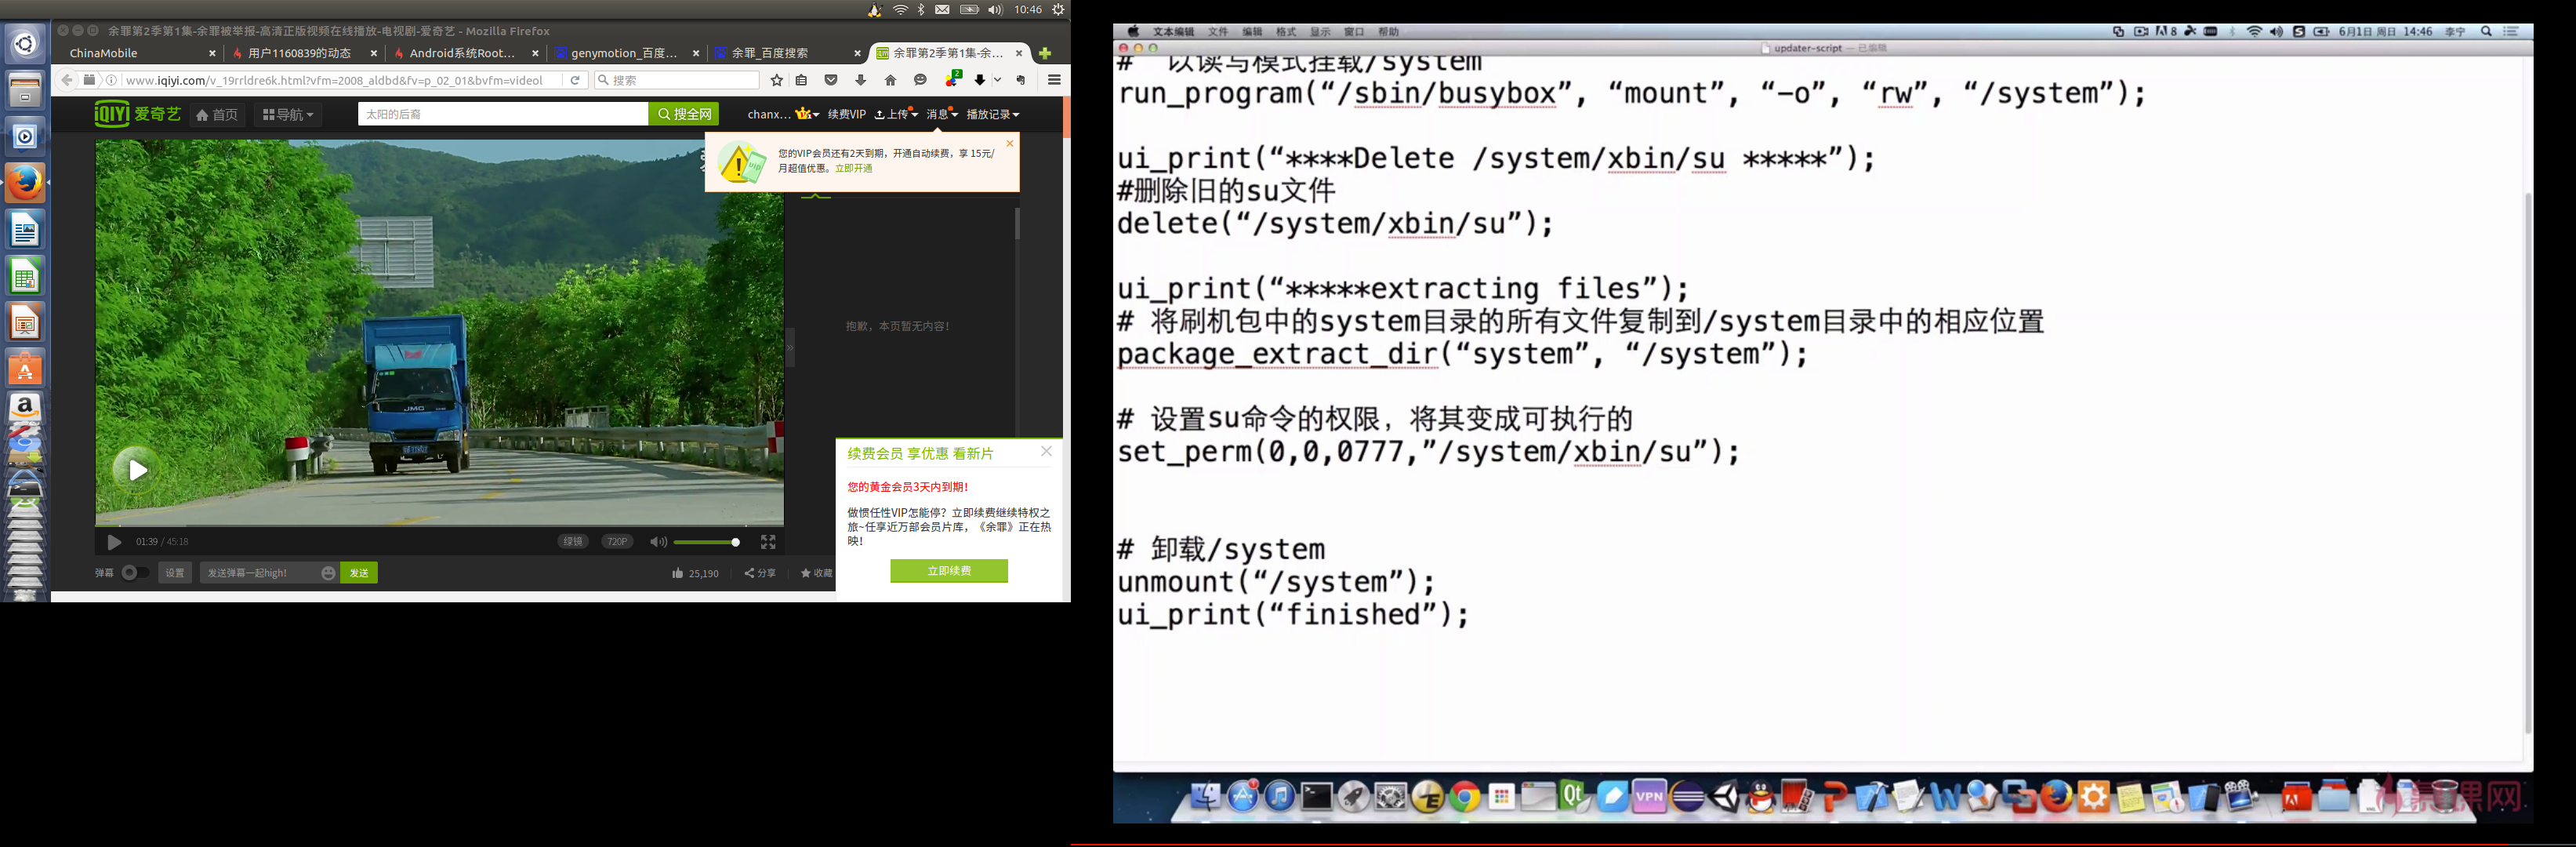 10:46
余罪第2季第1集-余罪被举报-高清正版视频在线播放-电视剧-爱奇艺 - Mozilla Firefox
ChinaMobile
用户1160839的动态
Android系统Root...
genymotion_百度...
余罪_百度搜索
余罪第2季第1集-余...
www.iqiyi.com/v_19rrldre6k.html?vfm=2008_aldbd&fv=p_02_01&bvfm=videol
搜索
iQIYI 爱奇艺
首页
导航
太阳的后裔
搜全网
chanx...
续费VIP
上传
消息
播放记录
您的VIP会员还有2天到期，开通自动续费，享 15元/
月超值优惠。立即开通
抱歉，本页暂无内容！
JMC
续费会员 享优惠 看新片
您的黄金会员3天内到期！
做惯任性VIP怎能停？立即续费继续特权之
旅~任享近万部会员片库，《余罪》正在热
映！
立即续费
01:39 / 45:18
绿镜
720P
弹幕
设置
发送弹幕一起high!
发送
25,190
分享
收藏
文本编辑 文件 编辑 格式 显示 窗口 帮助
8
6月1日 周日 14:46 李宁
updater-script — 已编辑
# 以读写模式挂载/system
run_program(“/sbin/busybox”, “mount”, “-o”, “rw”, “/system”);
ui_print(“****Delete /system/xbin/su *****”);
#删除旧的su文件
delete(“/system/xbin/su”);
ui_print(“*****extracting files”);
# 将刷机包中的system目录的所有文件复制到/system目录中的相应位置
package_extract_dir(“system”, “/system”);
# 设置su命令的权限，将其变成可执行的
set_perm(0,0,0777,”/system/xbin/su”);
# 卸载/system
unmount(“/system”);
ui_print(“finished”);
Qt
VPN
慕课网